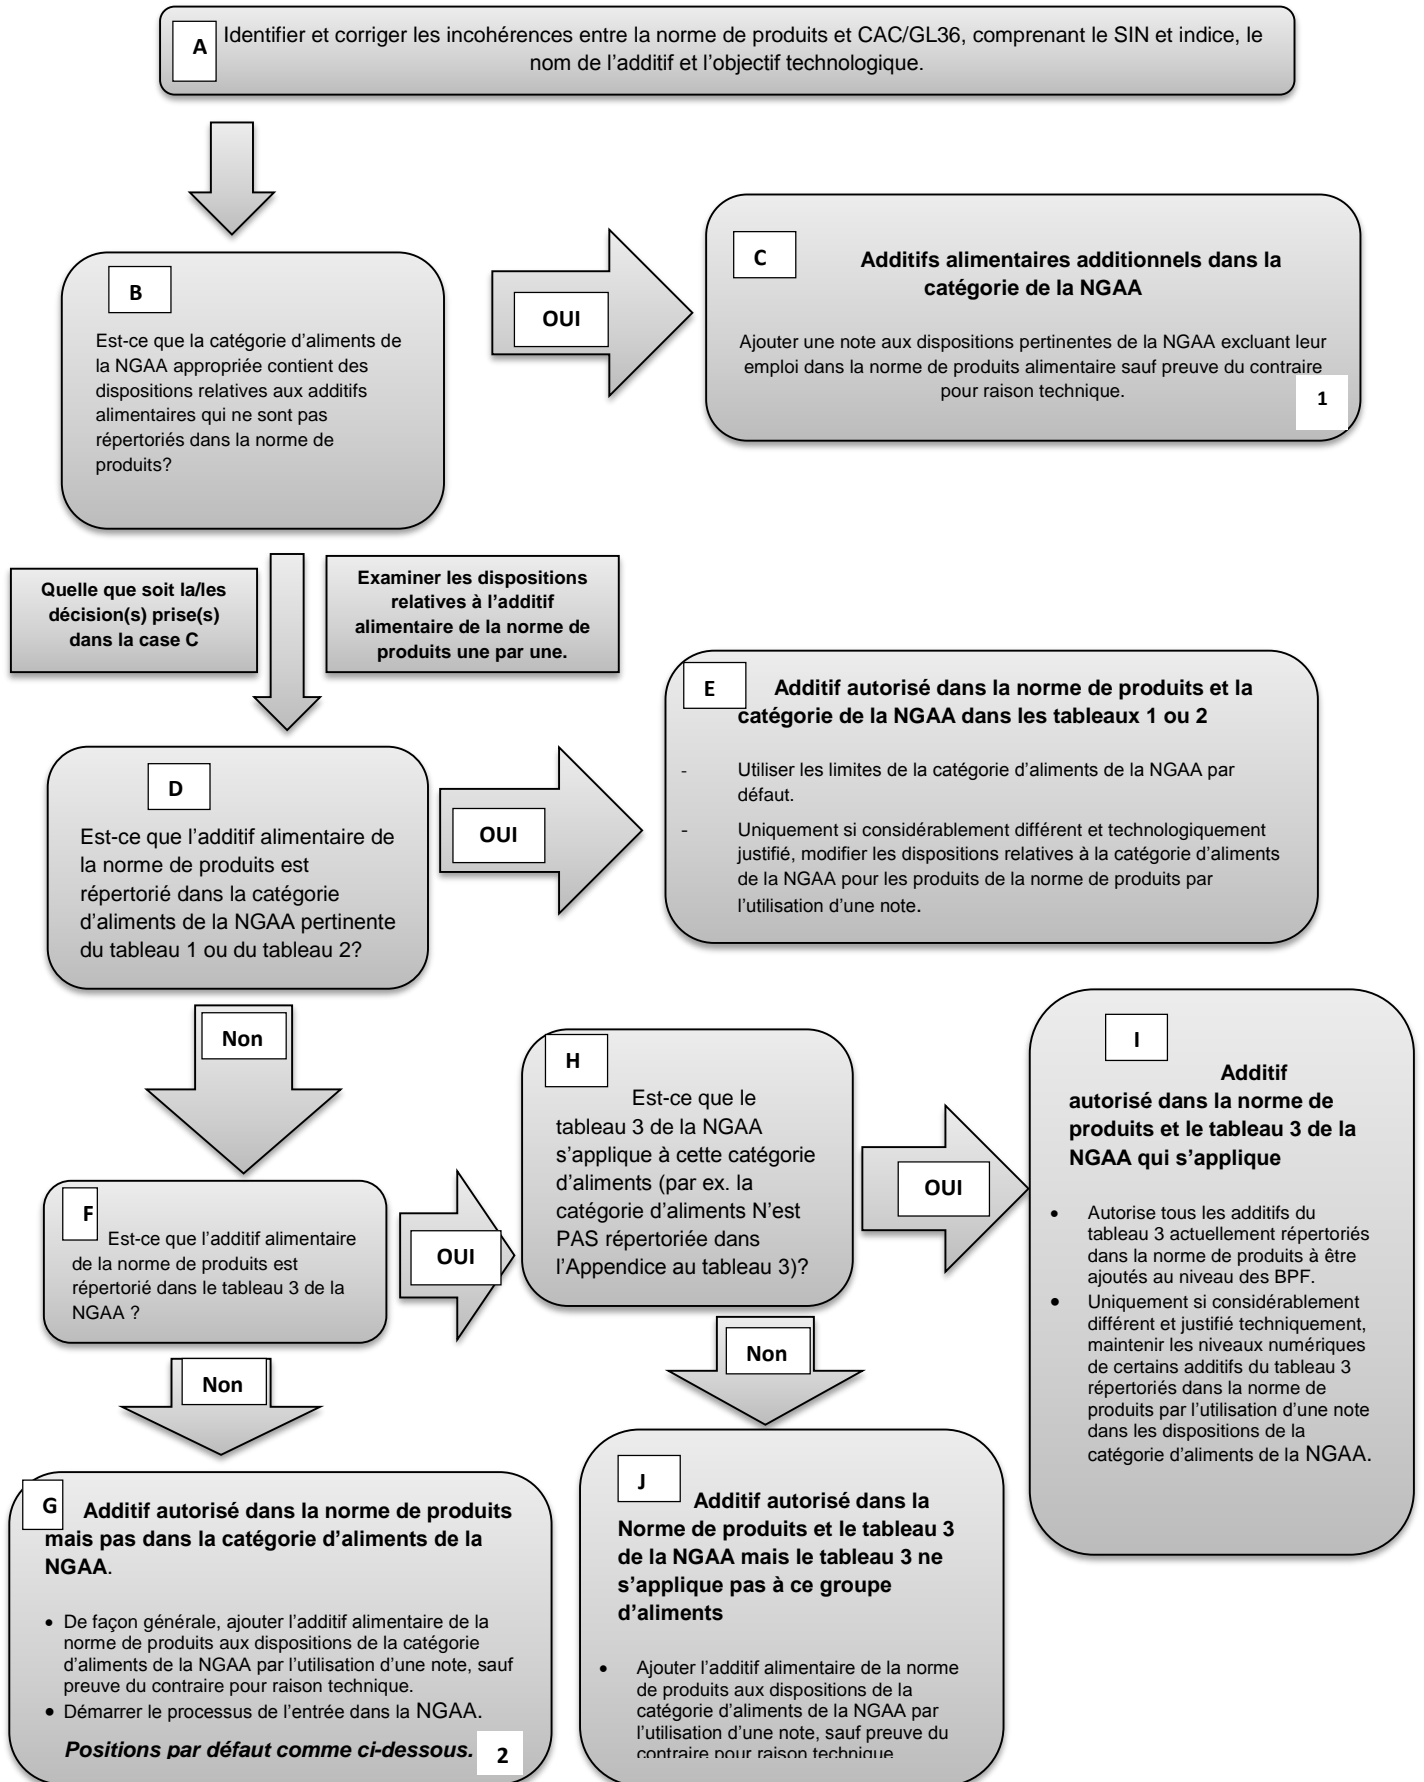 A
Identifier et corriger les incohérences entre la norme de produits et CAC/GL36, comprenant le SIN et indice, le
nom de l’additif et l’objectif technologique.
B
Est-ce que la catégorie d’aliments de
la NGAA appropriée contient des
dispositions relatives aux additifs
alimentaires qui ne sont pas
répertoriés dans la norme de
produits?
OUI
C
Additifs alimentaires additionnels dans la
catégorie de la NGAA
Ajouter une note aux dispositions pertinentes de la NGAA excluant leur
emploi dans la norme de produits alimentaire sauf preuve du contraire
pour raison technique.
1
Quelle que soit la/les
décision(s) prise(s)
dans la case C
Examiner les dispositions
relatives à l’additif
alimentaire de la norme de
produits une par une.
D
Est-ce que l’additif alimentaire de
la norme de produits est
répertorié dans la catégorie
d’aliments de la NGAA pertinente
du tableau 1 ou du tableau 2?
OUI
E
Additif autorisé dans la norme de produits et la
catégorie de la NGAA dans les tableaux 1 ou 2
- Utiliser les limites de la catégorie d’aliments de la NGAA par
défaut.
- Uniquement si considérablement différent et technologiquement
justifié, modifier les dispositions relatives à la catégorie d’aliments
de la NGAA pour les produits de la norme de produits par
l’utilisation d’une note.
Non
F
Est-ce que l’additif alimentaire
de la norme de produits est
répertorié dans le tableau 3 de la
NGAA ?
OUI
H
Est-ce que le
tableau 3 de la NGAA
s’applique à cette catégorie
d’aliments (par ex. la
catégorie d’aliments N’est
PAS répertoriée dans
l’Appendice au tableau 3)?
OUI
I
Additif
autorisé dans la norme de
produits et le tableau 3 de la
NGAA qui s’applique
• Autorise tous les additifs du
tableau 3 actuellement répertoriés
dans la norme de produits à être
ajoutés au niveau des BPF.
• Uniquement si considérablement
différent et justifié techniquement,
maintenir les niveaux numériques
de certains additifs du tableau 3
répertoriés dans la norme de
produits par l’utilisation d’une note
dans les dispositions de la
catégorie d’aliments de la NGAA.
Non
Non
G
Additif autorisé dans la norme de produits
mais pas dans la catégorie d’aliments de la
NGAA.
• De façon générale, ajouter l’additif alimentaire de la
norme de produits aux dispositions de la catégorie
d’aliments de la NGAA par l’utilisation d’une note, sauf
preuve du contraire pour raison technique.
• Démarrer le processus de l’entrée dans la NGAA.
Positions par défaut comme ci-dessous.
2
J
Additif autorisé dans la
Norme de produits et le tableau 3
de la NGAA mais le tableau 3 ne
s’applique pas à ce groupe
d’aliments
• Ajouter l’additif alimentaire de la norme
de produits aux dispositions de la
catégorie d’aliments de la NGAA par
l’utilisation d’une note, sauf preuve du
contraire pour raison technique